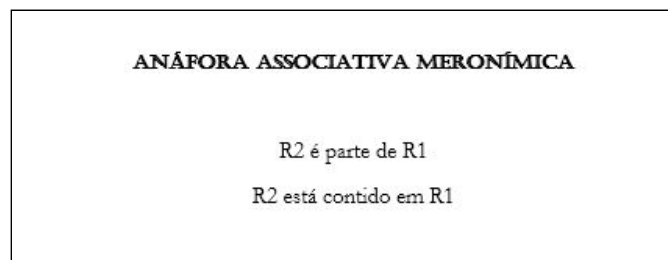 ANÁFORA ASSOCIATIVA MERONÍMICA
R2 é parte de R1
R2 está contido em R1